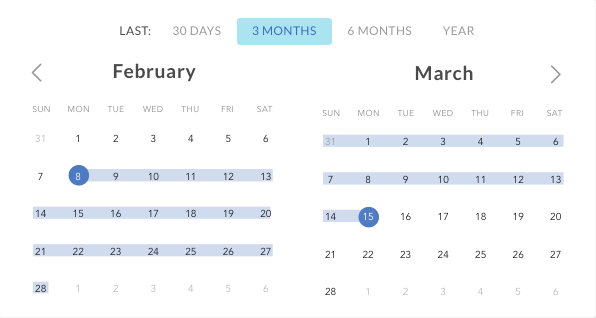 LAST: 30 DAYS 3 MONTHS 6 MONTHS YEAR
February
SUN MON TUE WED THU FRI SAT
31 1 2 3 4 5 6
7 8 9 10 11 12 13
14 15 16 17 18 19 20
21 22 23 24 25 26 27
28 1 2 3 4 5 6
March
SUN MON TUE WED THU FRI SAT
31 1 2 3 4 5 6
7 8 9 10 11 12 13
14 15 16 17 18 19 20
21 22 23 24 25 26 27
28 1 2 3 4 5 6